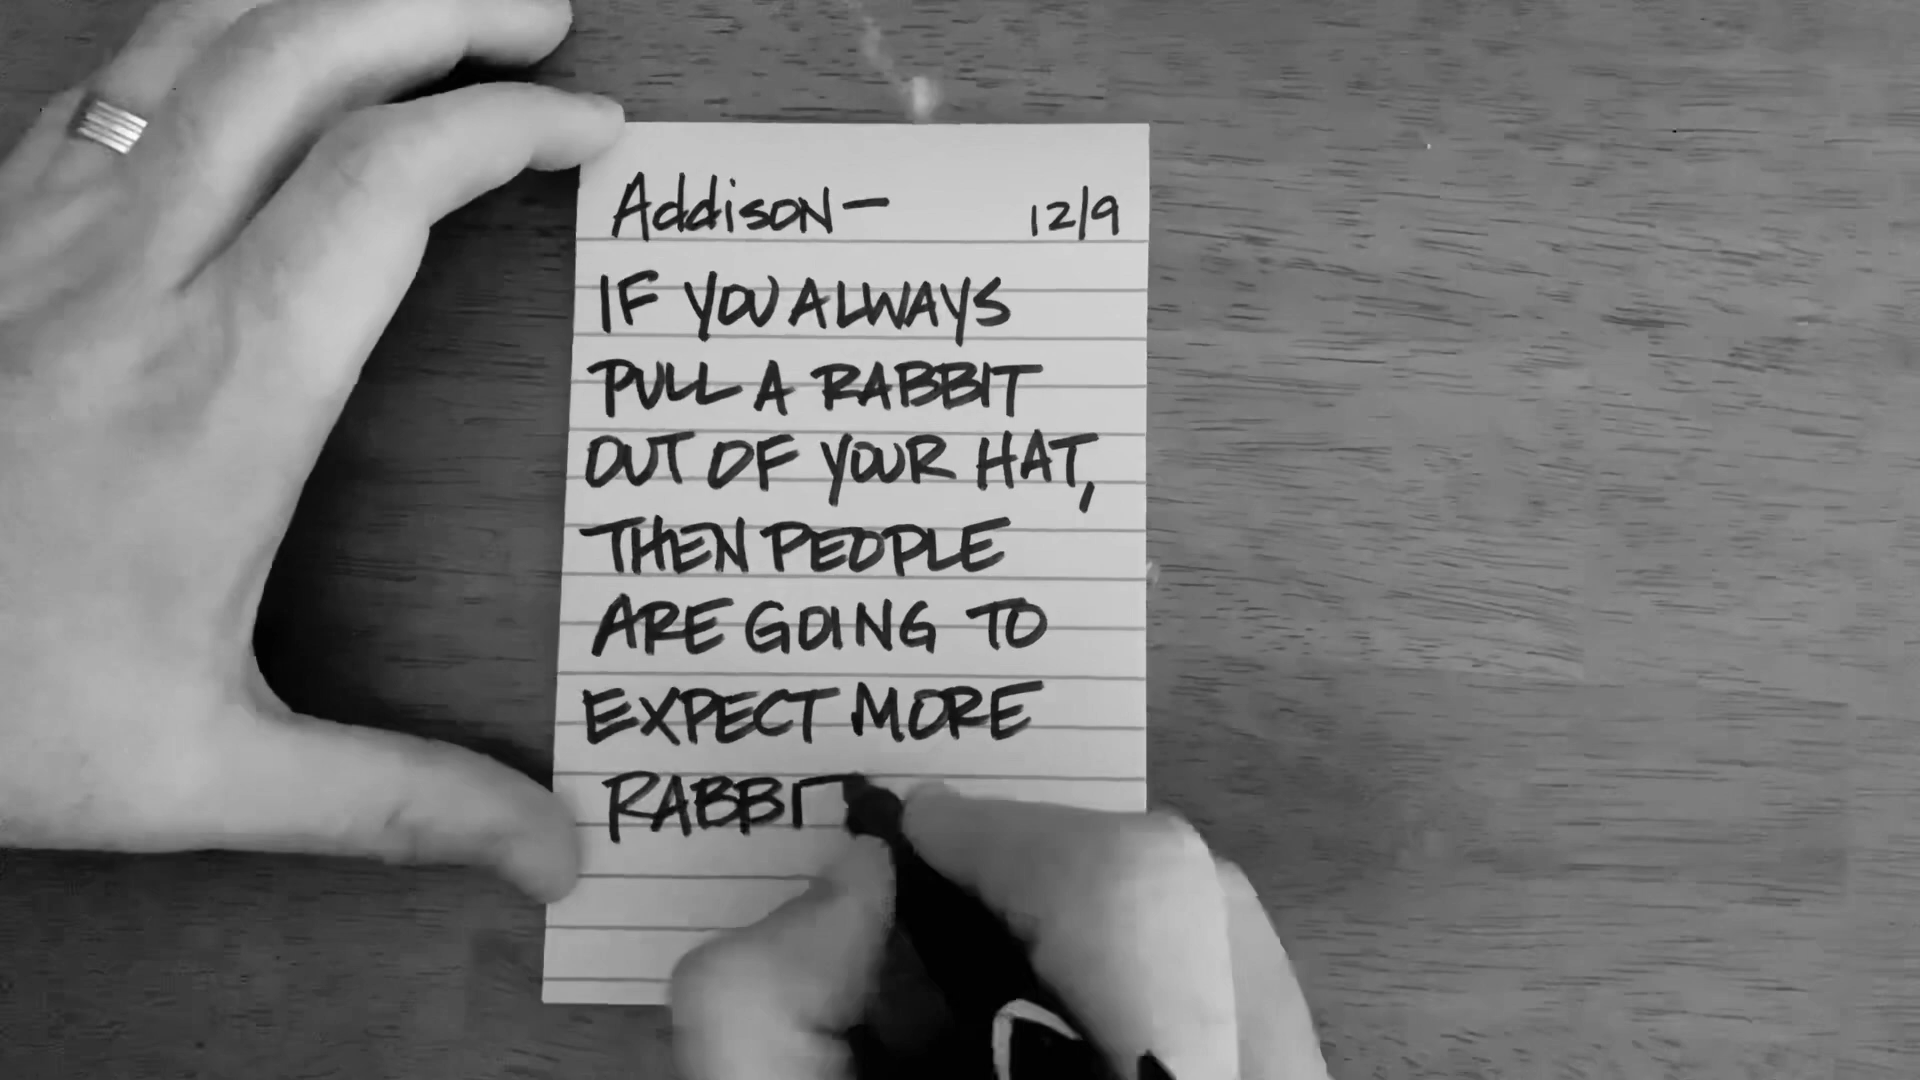 Addison— 12/9
IF YOU ALWAYS
PULL A RABBIT
OUT OF YOUR HAT,
THEN PEOPLE
ARE GOING TO
EXPECT MORE
RABBIT